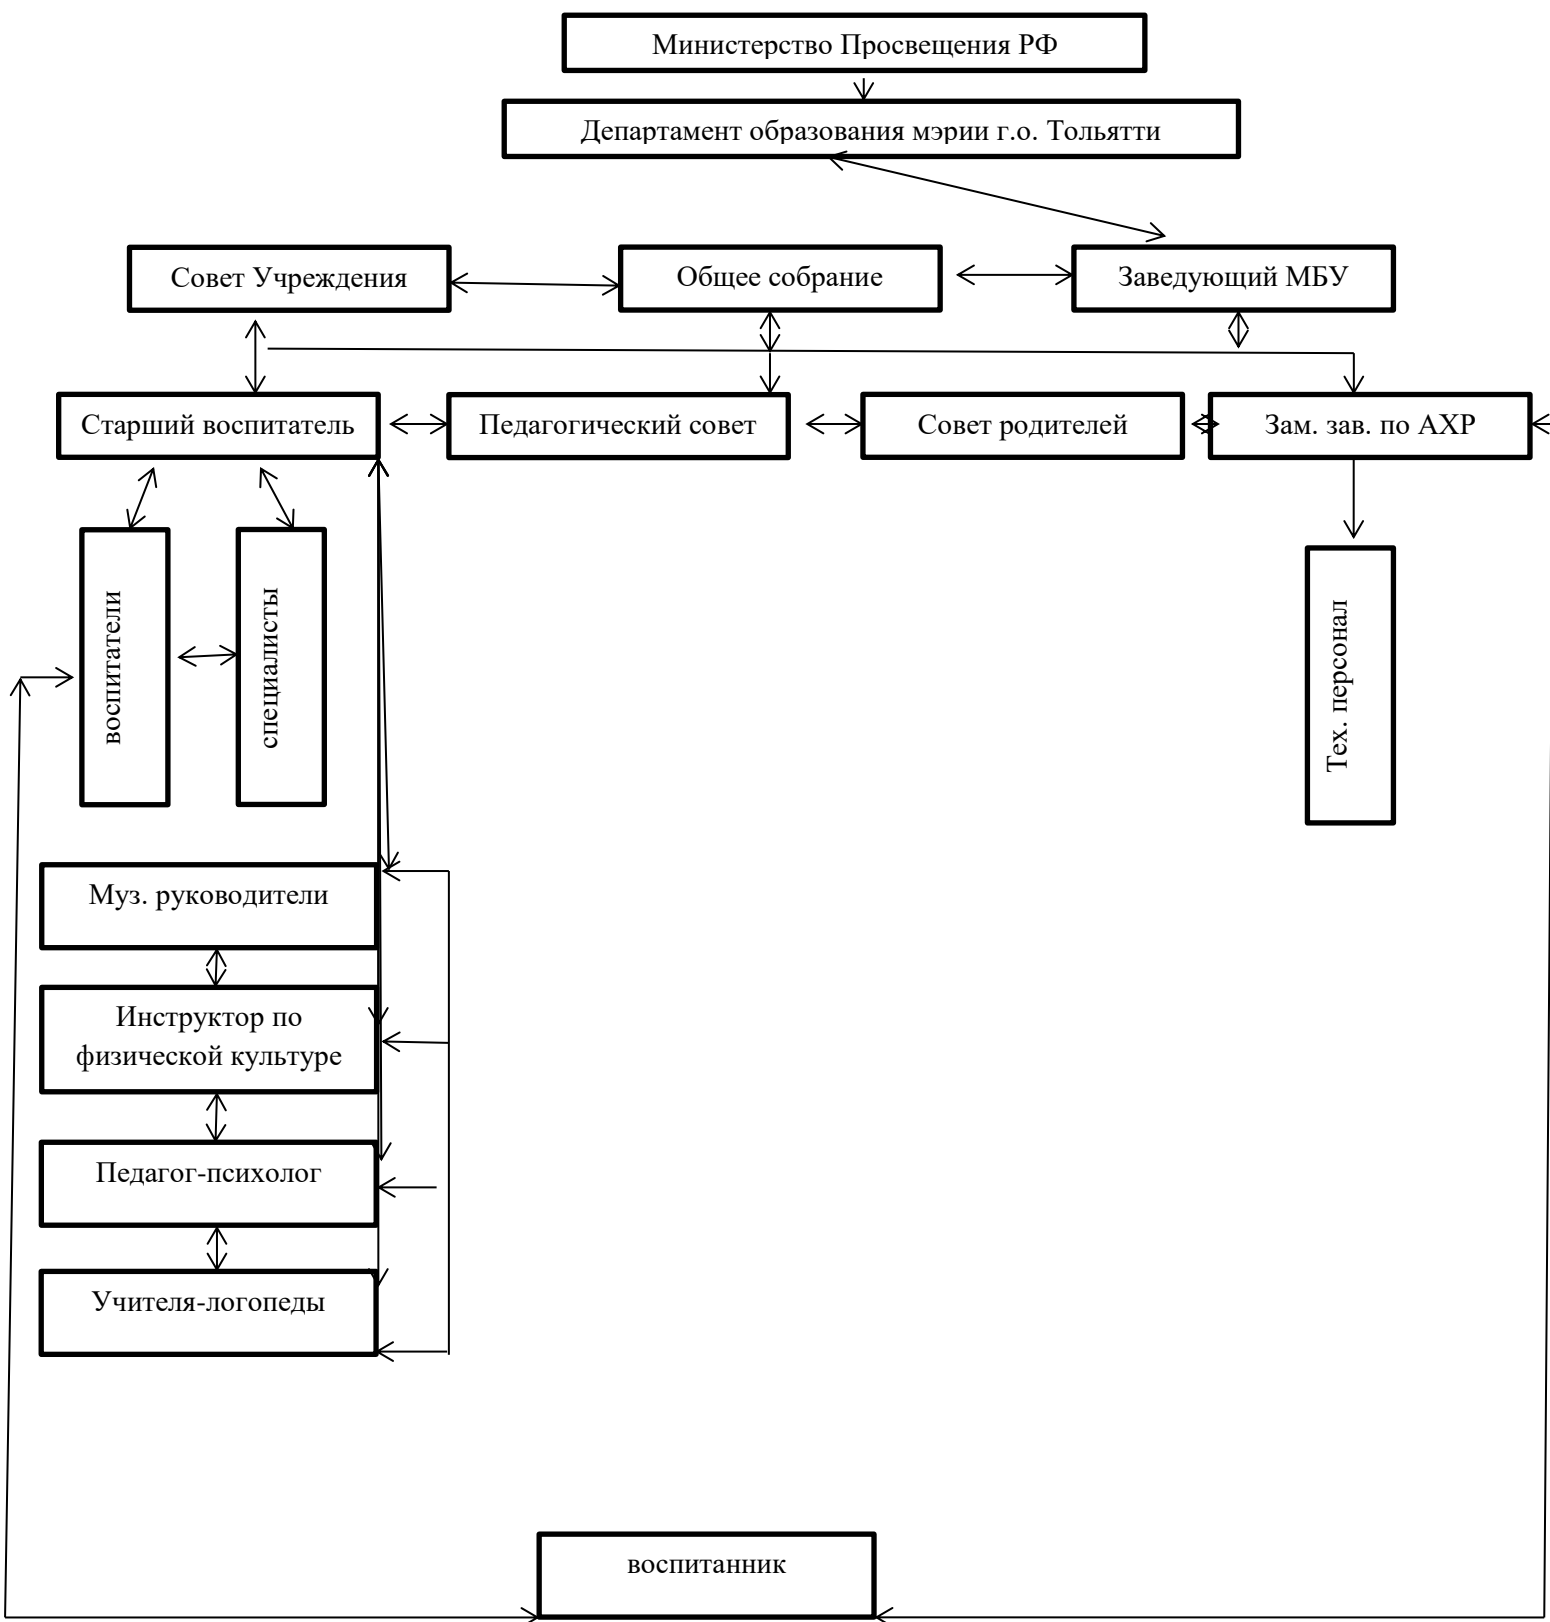 Министерство Просвещения РФ
Департамент образования мэрии г.о. Тольятти
Совет Учреждения
Общее собрание
Заведующий МБУ
Старший воспитатель
Педагогический совет
Совет родителей
Зам. зав. по АХР
воспитатели
специалисты
Тех. персонал
Муз. руководители
Инструктор по
физической культуре
Педагог-психолог
Учителя-логопеды
воспитанник